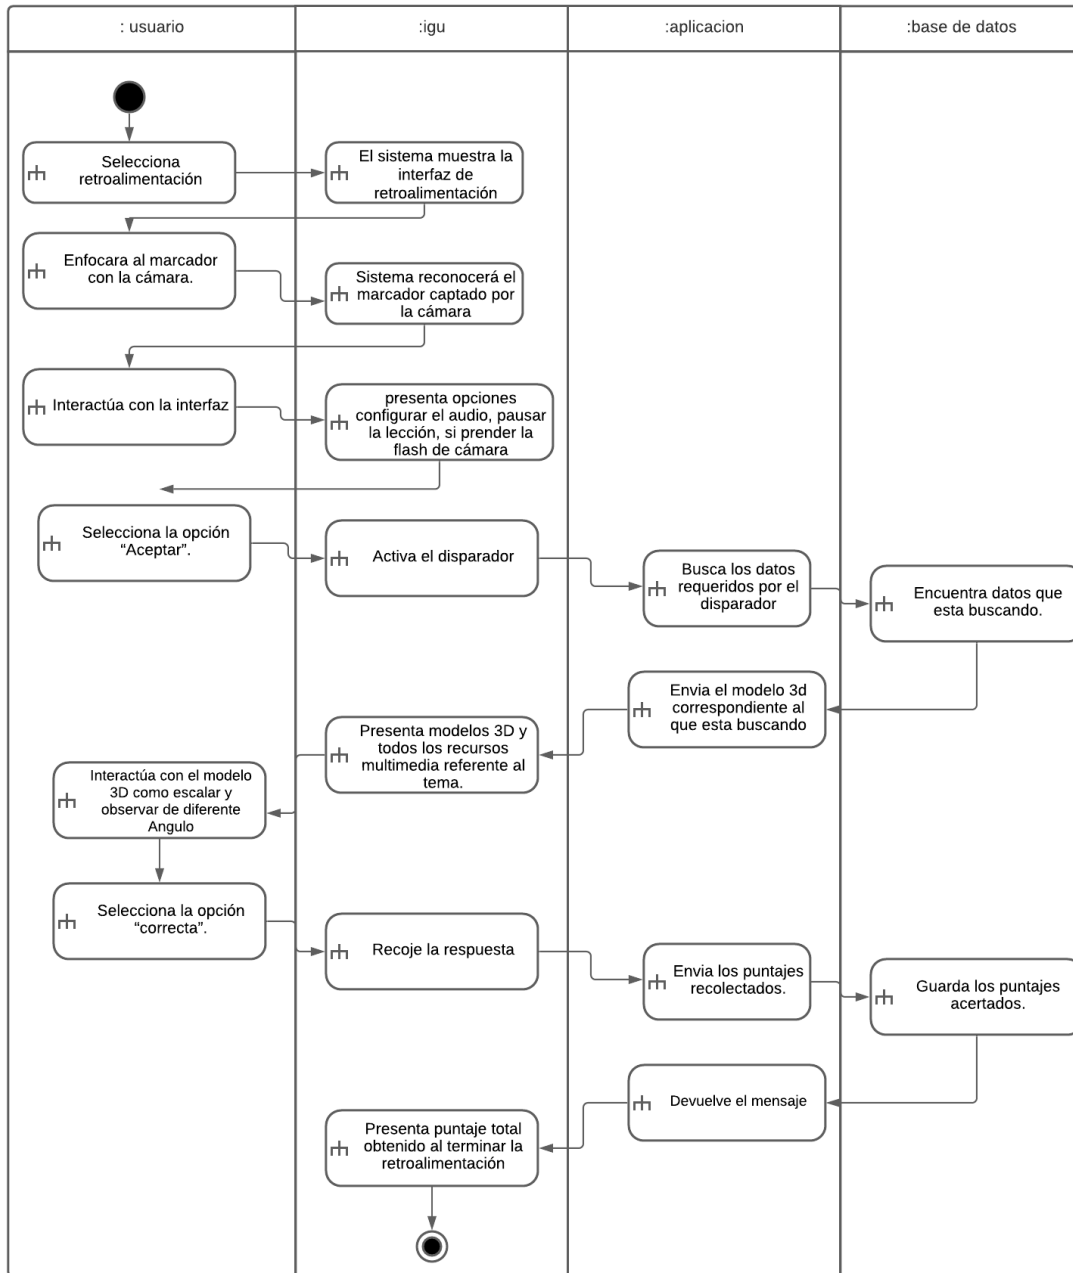 : usuario
:igu
:aplicacion
:base de datos
Selecciona
retroalimentación
El sistema muestra la
interfaz de
retroalimentación
Enfocara al marcador
con la cámara.
Sistema reconocerá el
marcador captado por
la cámara
Interactúa con la interfaz
presenta opciones
configurar el audio, pausar
la lección, si prender la
flash de cámara
Selecciona la opción
“Aceptar”.
Activa el disparador
Busca los datos
requeridos por el
disparador
Encuentra datos que
esta buscando.
Envia el modelo 3d
correspondiente al
que esta buscando
Presenta modelos 3D y
todos los recursos
multimedia referente al
tema.
Interactúa con el modelo
3D como escalar y
observar de diferente
Angulo
Selecciona la opción
“correcta”.
Recoje la respuesta
Envia los puntajes
recolectados.
Guarda los puntajes
acertados.
Devuelve el mensaje
Presenta puntaje total
obtenido al terminar la
retroalimentación